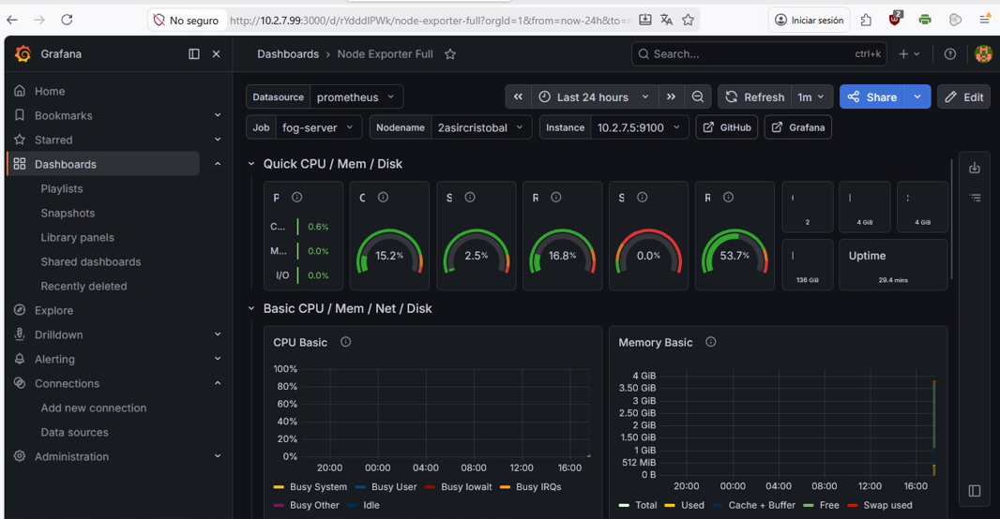 No seguro
http://10.2.7.99:3000/d/rYdddlPWk/node-exporter-full?orgId=1&from=now-24h&to=n
Iniciar sesión
2
Grafana
Dashboards › Node Exporter Full
Search...
ctrl+k
Home
Bookmarks
Starred
Dashboards
Playlists
Snapshots
Library panels
Shared dashboards
Recently deleted
Explore
Drilldown
Alerting
Connections
Add new connection
Data sources
Administration
Datasource prometheus
Last 24 hours
Refresh 1m
Share
Edit
Job fog-server
Nodename 2asircristobal
Instance 10.2.7.5:9100
GitHub
Grafana
Quick CPU / Mem / Disk
P
C... 0.6%
M... 0.0%
I/O 0.0%
C
15.2%
S
2.5%
R
16.8%
S
0.0%
R
53.7%
2
4 GiB
4 GiB
136 GiB
Uptime
29.4 mins
Basic CPU / Mem / Net / Disk
CPU Basic
100%
80%
60%
40%
20%
0%
20:00 00:00 04:00 08:00 12:00 16:00
Busy System Busy User Busy Iowait Busy IRQs
Busy Other Idle
Memory Basic
4 GiB
3.50 GiB
3 GiB
2.50 GiB
2 GiB
1.50 GiB
1 GiB
512 MiB
0 B
20:00 00:00 04:00 08:00 12:00 16:00
Total Used Cache + Buffer Free Swap used